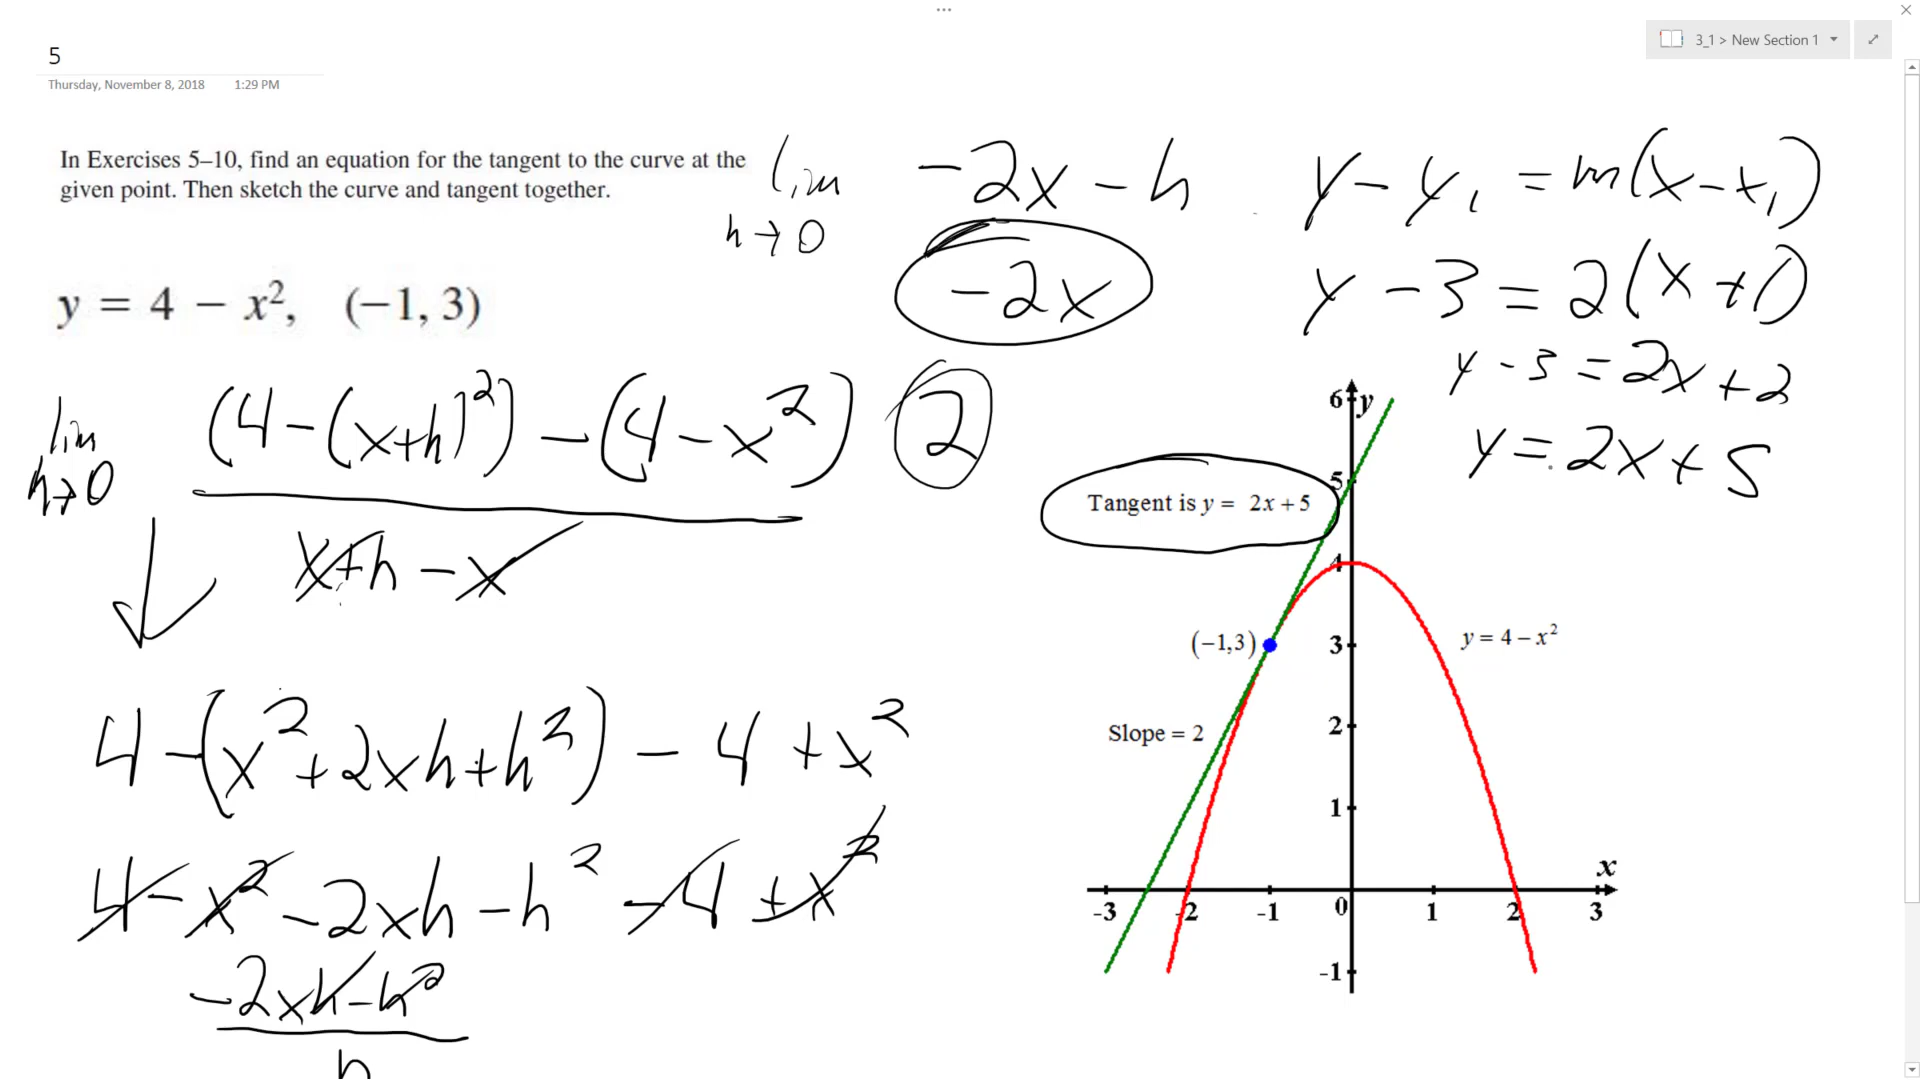 3_1 > New Section 1
5
Thursday, November 8, 2018 1:29 PM
In Exercises 5–10, find an equation for the tangent to the curve at the
given point. Then sketch the curve and tangent together.
y = 4 − x², (−1, 3)
lim h→0 (4 − (x+h)²) − (4 − x²)
x+h − x
4 − (x² + 2xh + h²) − 4 + x²
4 − x² − 2xh − h² − 4 + x²
−2xh − h²
h
lim h→0 −2x − h
−2x
2
y − y₁ = m(x − x₁)
y − 3 = 2(x + 1)
y − 3 = 2x + 2
y = 2x + 5
Tangent is y = 2x + 5
(−1,3)
Slope = 2
y = 4 − x²
y
6
5
4
3
2
1
-1
x
-3 -2 -1 0 1 2 3